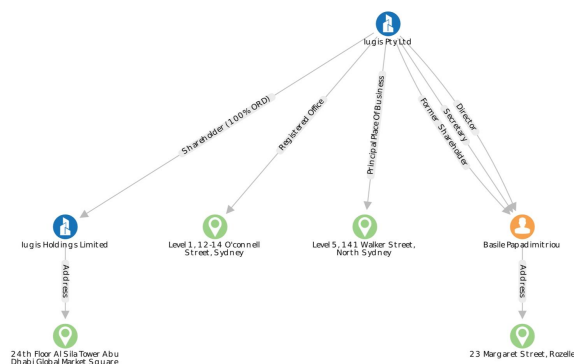 Iugis Pty Ltd
Shareholder (100% ORD)
Registered Office
Principal Place Of Business
Former Shareholder
Secretary
Director
Iugis Holdings Limited
Level 1, 12-14 O'connell
Street, Sydney
Level 5, 141 Walker Street,
North Sydney
Basile Papadimitriou
Address
Address
24th Floor Al Sila Tower Abu
Dhabi Global Market Square
23 Margaret Street, Rozelle